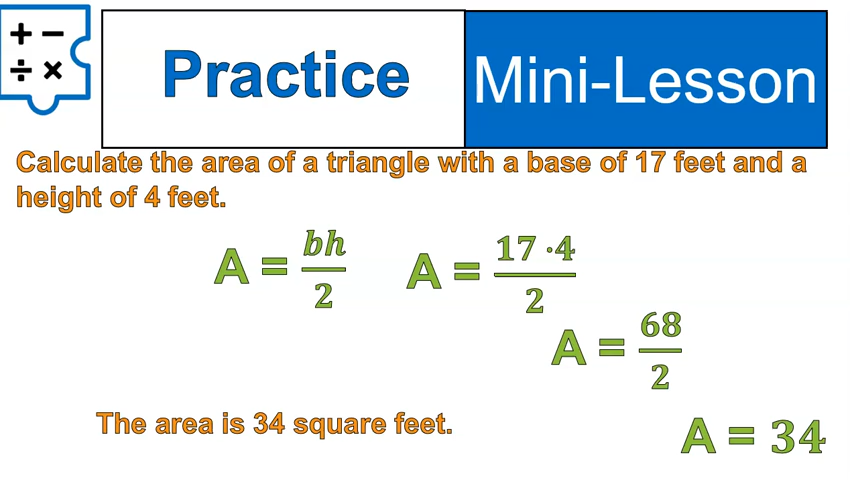 + −
÷ ×
Practice
Mini-Lesson
Calculate the area of a triangle with a base of 17 feet and a
height of 4 feet.
A = bh/2
A = 17 · 4/2
A = 68/2
The area is 34 square feet.
A = 34